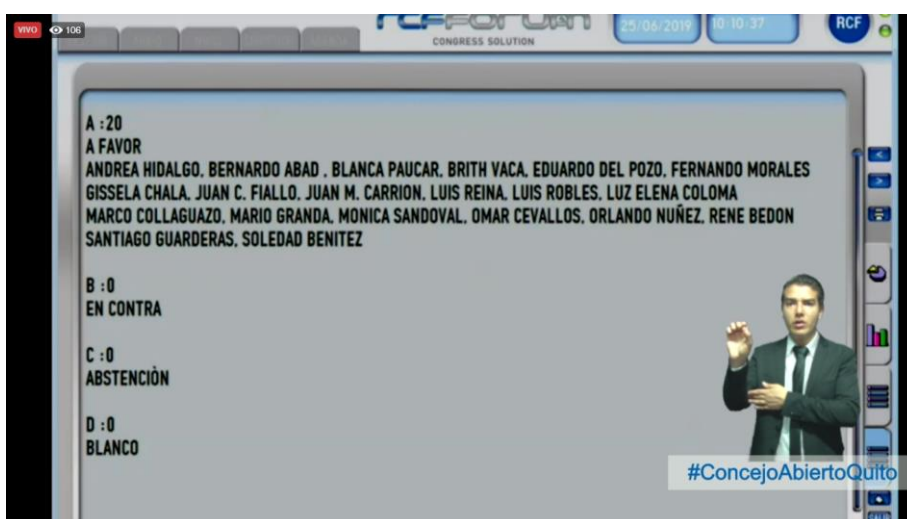 VIVO 106
CONGRESS SOLUTION
25/06/2019 10:10:37 RCF
A :20
A FAVOR
ANDREA HIDALGO, BERNARDO ABAD , BLANCA PAUCAR, BRITH VACA, EDUARDO DEL POZO, FERNANDO MORALES
GISSELA CHALA, JUAN C. FIALLO, JUAN M. CARRION, LUIS REINA, LUIS ROBLES, LUZ ELENA COLOMA
MARCO COLLAGUAZO, MARIO GRANDA, MONICA SANDOVAL, OMAR CEVALLOS, ORLANDO NUÑEZ, RENE BEDON
SANTIAGO GUARDERAS, SOLEDAD BENITEZ
B :0
EN CONTRA
C :0
ABSTENCIÒN
D :0
BLANCO
#ConcejoAbiertoQuito